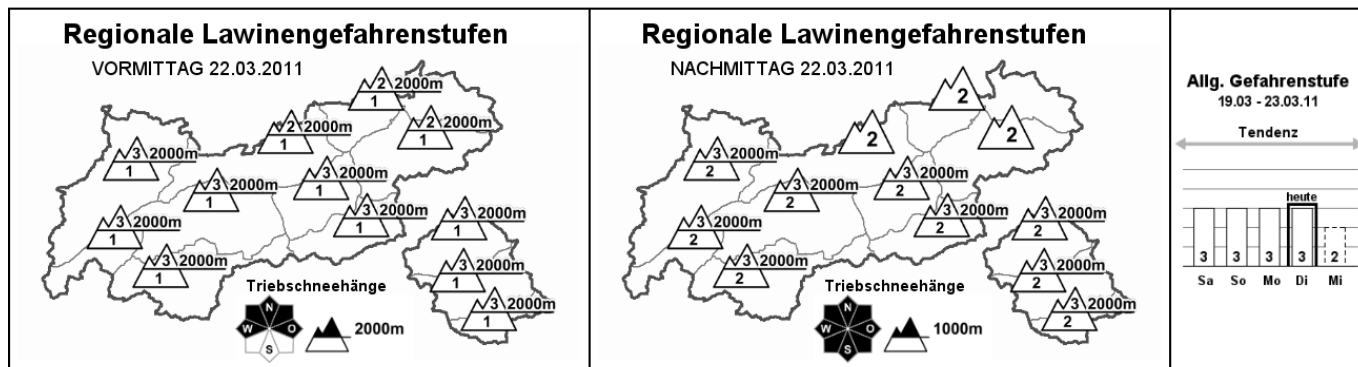 Regionale Lawinengefahrenstufen
VORMITTAG 22.03.2011
2 2000m
1
2 2000m
1
2 2000m
1
3 2000m
1
3 2000m
1
3 2000m
1
3 2000m
1
3 2000m
1
3 2000m
1
3 2000m
1
3 2000m
1
3 2000m
1
Triebschneehänge
N
W O
S
2000m
Regionale Lawinengefahrenstufen
NACHMITTAG 22.03.2011
2
2
2
3 2000m
2
3 2000m
2
3 2000m
2
3 2000m
2
3 2000m
2
3 2000m
2
3 2000m
2
3 2000m
2
3 2000m
2
Triebschneehänge
N
W O
S
1000m
Allg. Gefahrenstufe
19.03 - 23.03.11
Tendenz
heute
3 3 3 3 2
Sa So Mo Di Mi